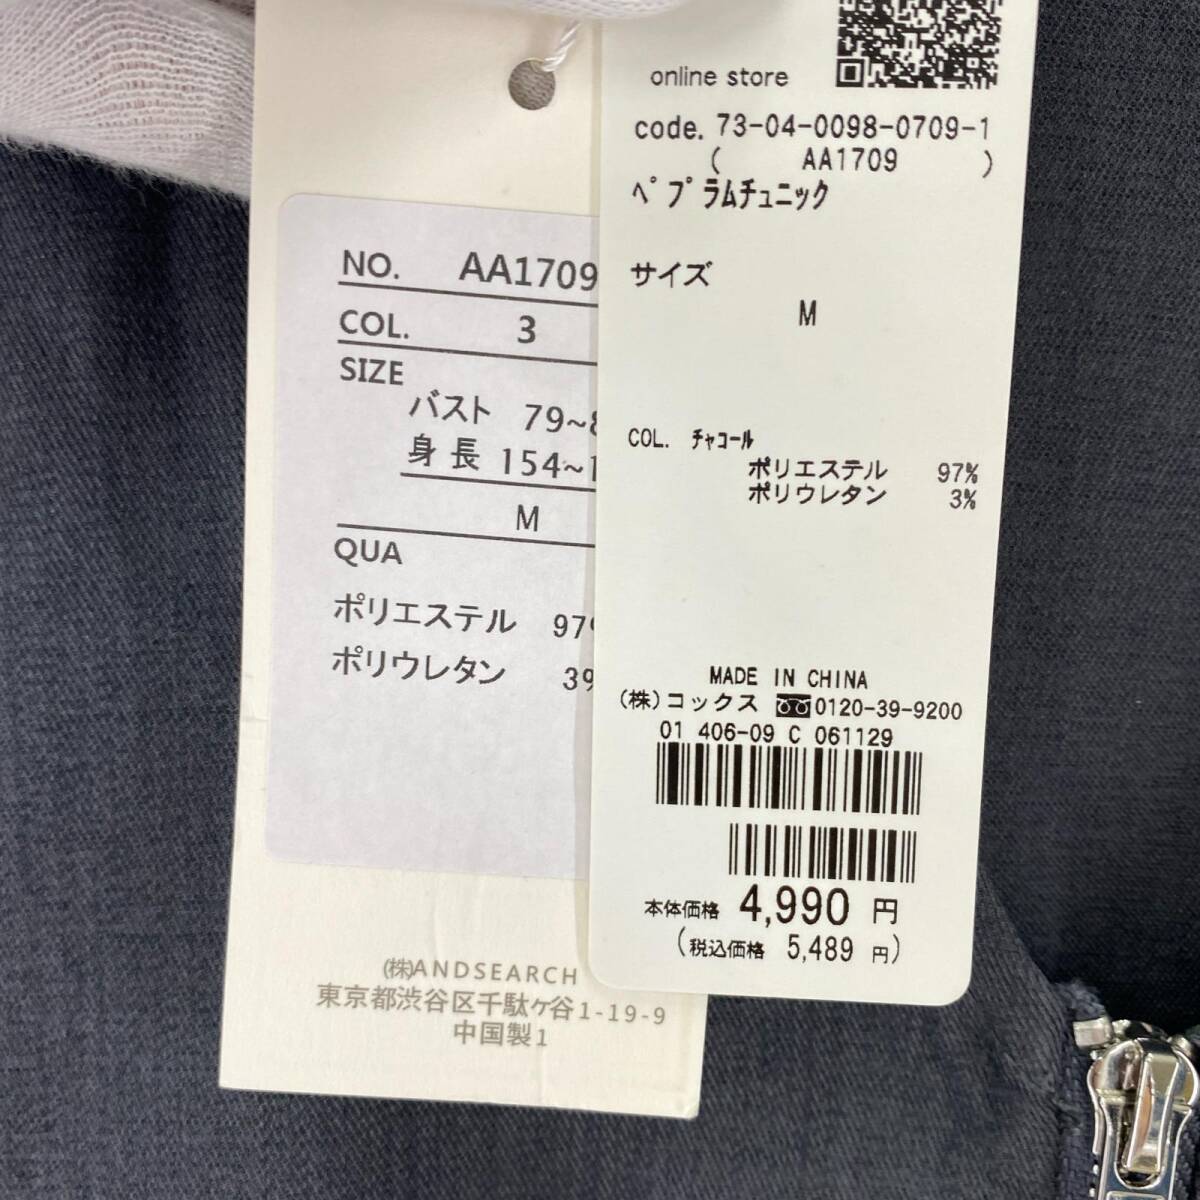 NO. AA1709
COL. 3
SIZE
バスト 79~
身長 154~1
M
QUA
ポリエステル 97
ポリウレタン 3%
(株)ANDSEARCH
東京都渋谷区千駄ヶ谷1-19-9
中国製1
online store
code. 73-04-0098-0709-1
( AA1709 )
ペプラムチュニック
サイズ
M
COL. チャコール
ポリエステル 97%
ポリウレタン 3%
MADE IN CHINA
(株)コックス 0120-39-9200
01 406-09 C 061129
本体価格 4,990 円
(税込価格 5,489 円)